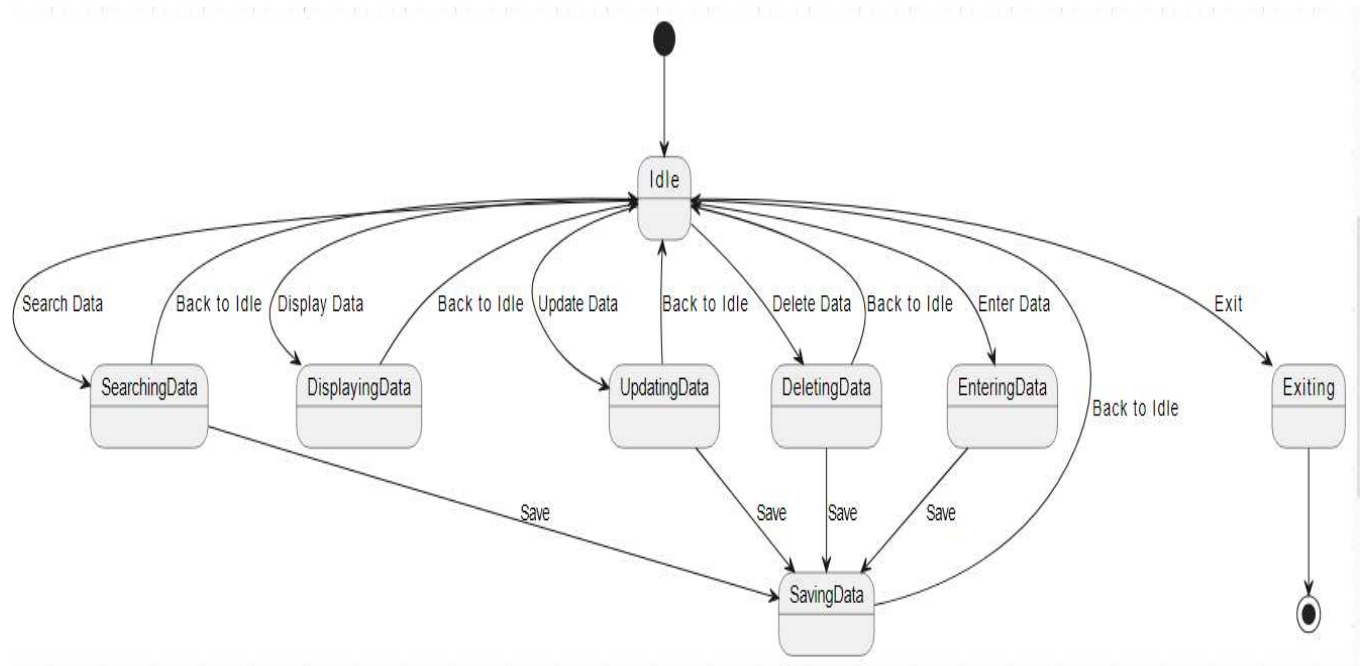 Idle
Search Data
Back to Idle
Display Data
Back to Idle
Update Data
Back to Idle
Delete Data
Back to Idle
Enter Data
Exit
SearchingData
DisplayingData
UpdatingData
DeletingData
EnteringData
Exiting
Back to Idle
Save
Save
Save
Save
SavingData